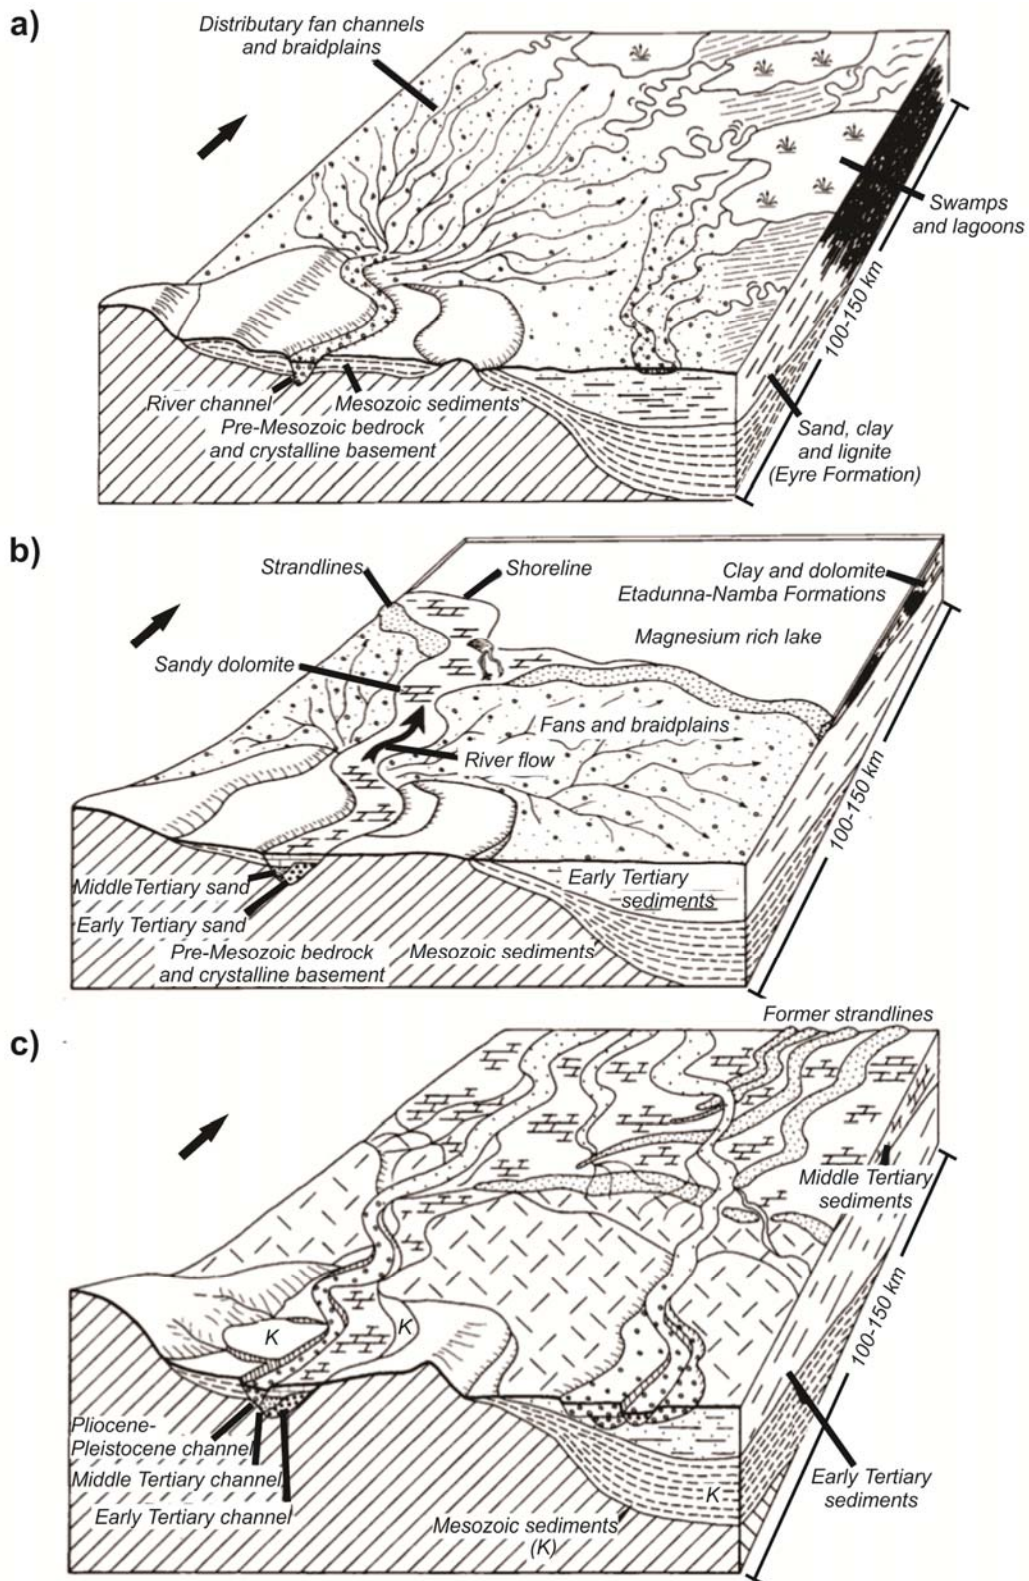 a)
Distributary fan channels
and braidplains
Swamps
and lagoons
100-150 km
River channel
Mesozoic sediments
Pre-Mesozoic bedrock
and crystalline basement
Sand, clay
and lignite
(Eyre Formation)
b)
Strandlines
Shoreline
Clay and dolomite
Etadunna-Namba Formations
Magnesium rich lake
Sandy dolomite
Fans and braidplains
River flow
100-150 km
Middle Tertiary sand
Early Tertiary sand
Early Tertiary
sediments
Pre-Mesozoic bedrock
and crystalline basement
Mesozoic sediments
c)
Former strandlines
Middle Tertiary
sediments
K
K
100-150 km
Pliocene-
Pleistocene channel
Middle Tertiary channel
Early Tertiary channel
K
Mesozoic sediments
(K)
Early Tertiary
sediments